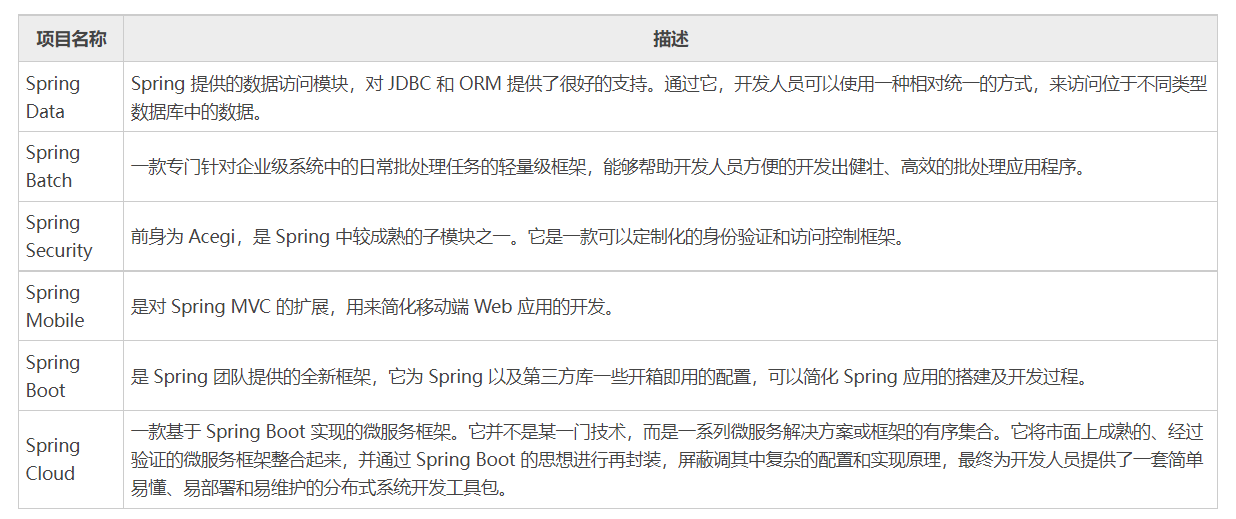 项目名称 描述
Spring
Data
Spring 提供的数据访问模块，对 JDBC 和 ORM 提供了很好的支持。通过它，开发人员可以使用一种相对统一的方式，来访问位于不同类型
数据库中的数据。
Spring
Batch
一款专门针对企业级系统中的日常批处理任务的轻量级框架，能够帮助开发人员方便的开发出健壮、高效的批处理应用程序。
Spring
Security
前身为 Acegi，是 Spring 中较成熟的子模块之一。它是一款可以定制化的身份验证和访问控制框架。
Spring
Mobile
是对 Spring MVC 的扩展，用来简化移动端 Web 应用的开发。
Spring
Boot
是 Spring 团队提供的全新框架，它为 Spring 以及第三方库一些开箱即用的配置，可以简化 Spring 应用的搭建及开发过程。
Spring
Cloud
一款基于 Spring Boot 实现的微服务框架。它并不是某一门技术，而是一系列微服务解决方案或框架的有序集合。它将市面上成熟的、经过
验证的微服务框架整合起来，并通过 Spring Boot 的思想进行再封装，屏蔽调其中复杂的配置和实现原理，最终为开发人员提供了一套简单
易懂、易部署和易维护的分布式系统开发工具包。